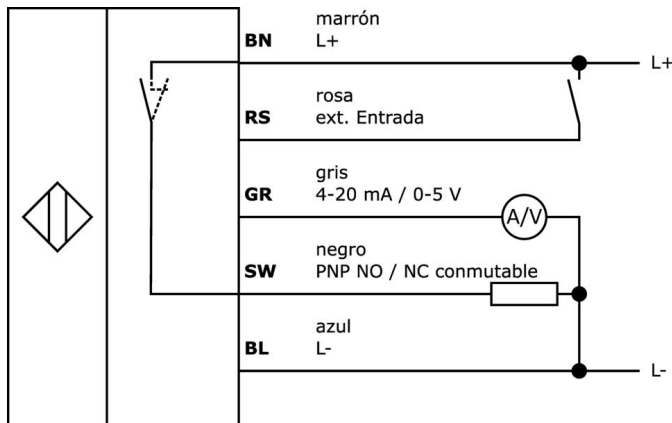 marrón
BN L+ L+
rosa
RS ext. Entrada
gris
GR 4-20 mA / 0-5 V
A/V
negro
SW PNP NO / NC conmutable
azul
BL L- L-